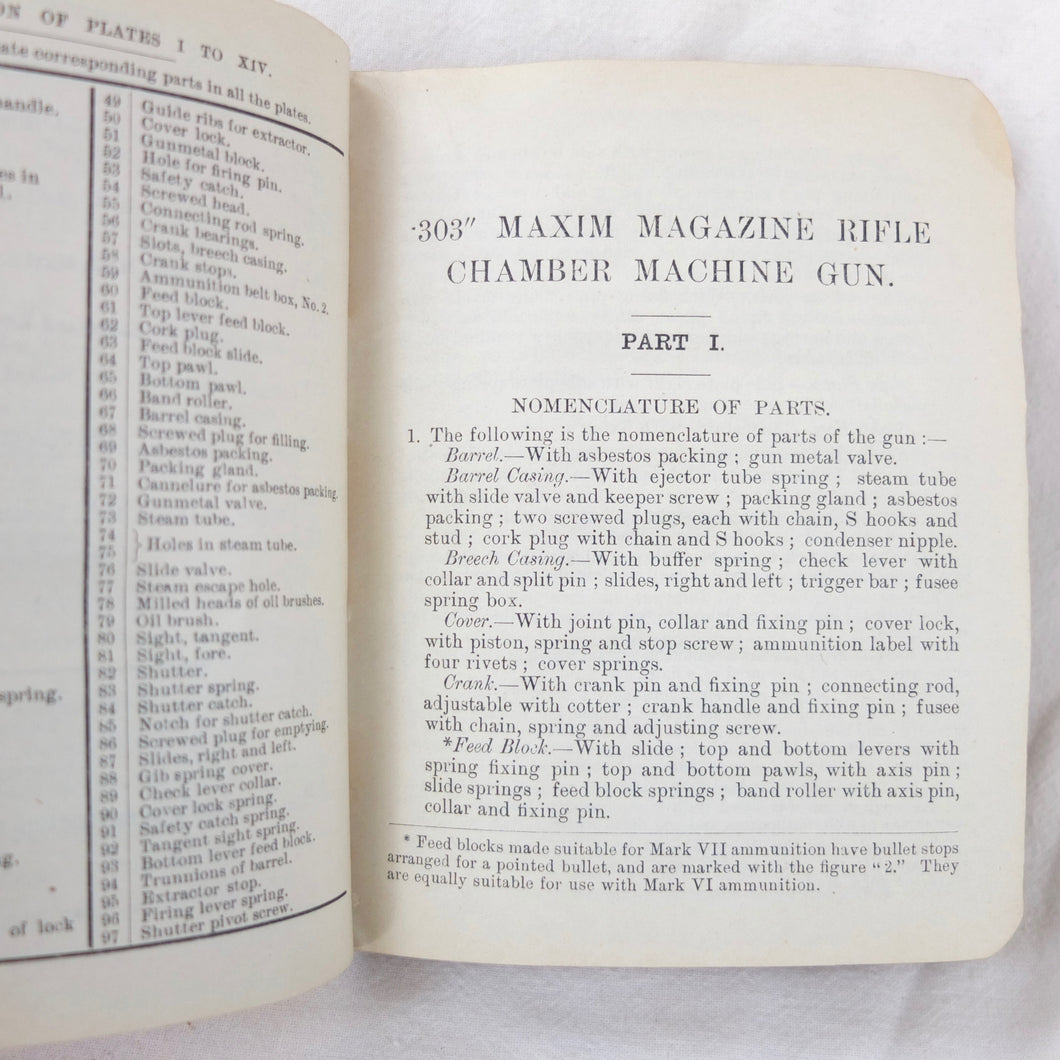 ON OF PLATES I TO XIV.
ate corresponding parts in all the plates.
andle.
es in
spring.
of lock
49 Guide ribs for extractor.
50 Cover lock.
51 Gunmetal block.
52 Hole for firing pin.
53 Safety catch.
54 Screwed head.
55 Connecting rod spring.
56 Crank bearings.
57 Slots, breech casing.
58 Crank stops.
59 Ammunition belt box, No. 2.
60 Feed block.
61 Top lever feed block.
62 Cork plug.
63 Feed block slide.
64 Top pawl.
65 Bottom pawl.
66 Band roller.
67 Barrel casing.
68 Screwed plug for filling.
69 Asbestos packing.
70 Packing gland.
71 Cannelure for asbestos packing.
72 Gunmetal valve.
73 Steam tube.
74
75 } Holes in steam tube.
76 Slide valve.
77 Steam escape hole.
78 Milled heads of oil brushes.
79 Oil brush.
80 Sight, tangent.
81 Sight, fore.
82 Shutter.
83 Shutter spring.
84 Shutter catch.
85 Notch for shutter catch.
86 Screwed plug for emptying.
87 Slides, right and left.
88 Gib spring cover.
89 Check lever collar.
90 Cover lock spring.
91 Safety catch spring.
92 Tangent sight spring.
93 Bottom lever feed block.
94 Trunnions of barrel.
95 Extractor stop.
96 Firing lever spring.
97 Shutter pivot screw.
·303″ MAXIM MAGAZINE RIFLE
CHAMBER MACHINE GUN.
PART I.
NOMENCLATURE OF PARTS.
1. The following is the nomenclature of parts of the gun :—
Barrel.—With asbestos packing ; gun metal valve.
Barrel Casing.—With ejector tube spring ; steam tube
with slide valve and keeper screw ; packing gland ; asbestos
packing ; two screwed plugs, each with chain, S hooks and
stud ; cork plug with chain and S hooks ; condenser nipple.
Breech Casing.—With buffer spring ; check lever with
collar and split pin ; slides, right and left ; trigger bar ; fusee
spring box.
Cover.—With joint pin, collar and fixing pin ; cover lock,
with piston, spring and stop screw ; ammunition label with
four rivets ; cover springs.
Crank.—With crank pin and fixing pin ; connecting rod,
adjustable with cotter ; crank handle and fixing pin ; fusee
with chain, spring and adjusting screw.
*Feed Block.—With slide ; top and bottom levers with
spring fixing pin ; top and bottom pawls, with axis pin ;
slide springs ; feed block springs ; band roller with axis pin,
collar and fixing pin.
* Feed blocks made suitable for Mark VII ammunition have bullet stops
arranged for a pointed bullet, and are marked with the figure “ 2.” They
are equally suitable for use with Mark VI ammunition.